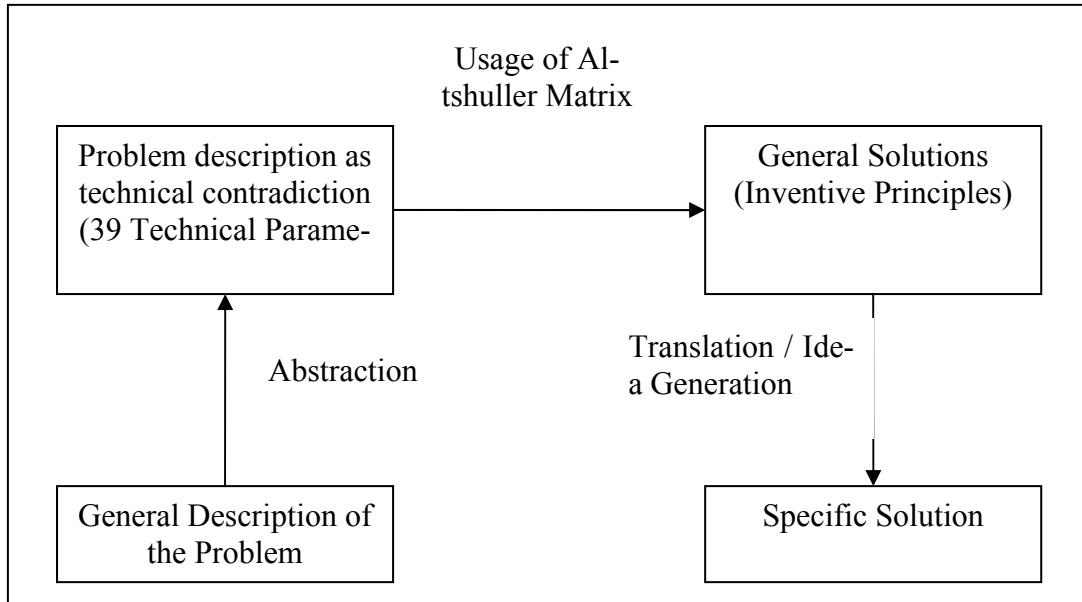 Usage of Al-
tshuller Matrix
Problem description as
technical contradiction
(39 Technical Parame-
General Solutions
(Inventive Principles)
Abstraction
Translation / Ide-
a Generation
General Description of
the Problem
Specific Solution